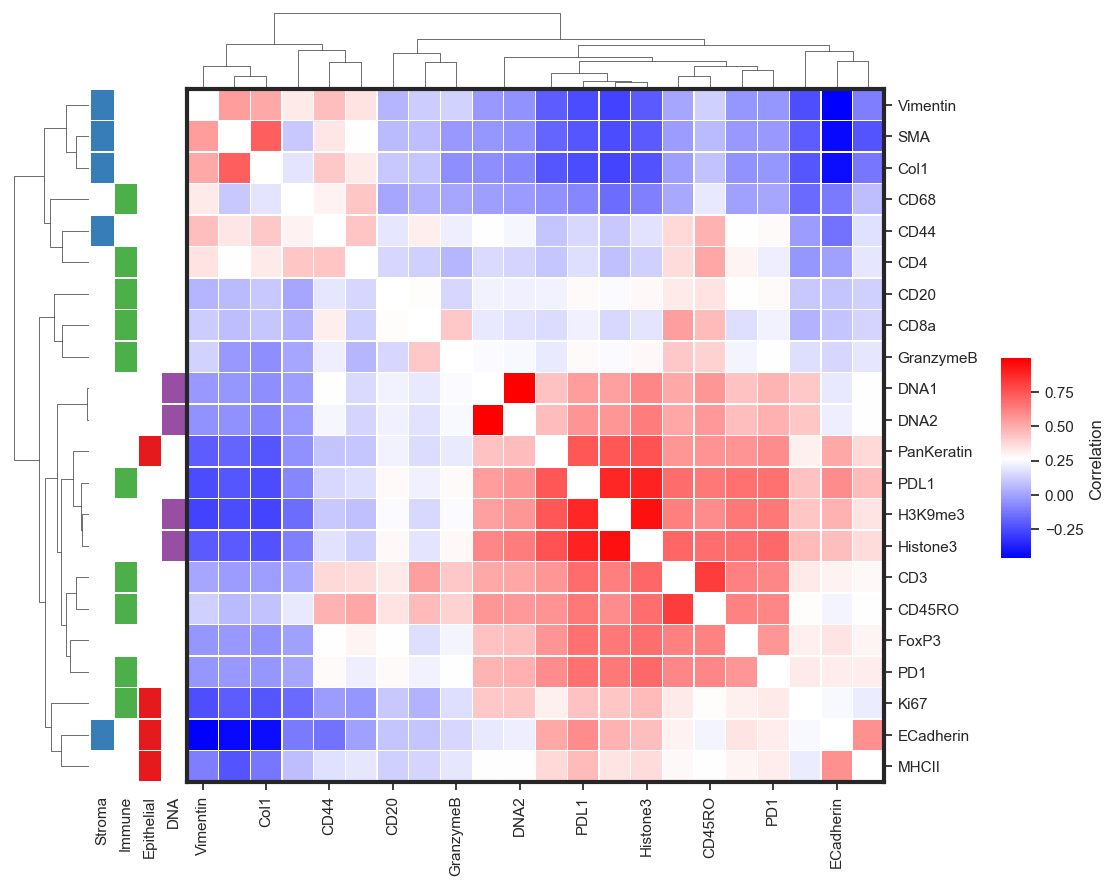 Vimentin
SMA
Col1
CD68
CD44
CD4
CD20
CD8a
GranzymeB
DNA1
DNA2
PanKeratin
PDL1
H3K9me3
Histone3
CD3
CD45RO
FoxP3
PD1
Ki67
ECadherin
MHCII
0.75
0.50
0.25
0.00
−0.25
Correlation
Stroma
Immune
Epithelial
DNA
Vimentin
Col1
CD44
CD20
GranzymeB
DNA2
PDL1
Histone3
CD45RO
PD1
ECadherin